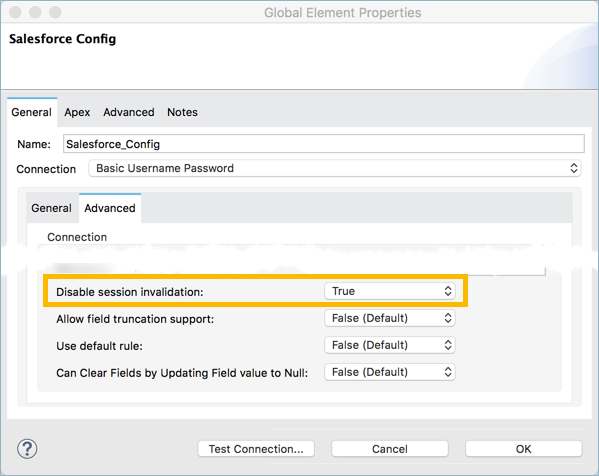 Global Element Properties
Salesforce Config
General Apex Advanced Notes
Name: Salesforce_Config
Connection Basic Username Password
General Advanced
Connection
Disable session invalidation: True
Allow field truncation support: False (Default)
Use default rule: False (Default)
Can Clear Fields by Updating Field value to Null: False (Default)
? Test Connection... Cancel OK